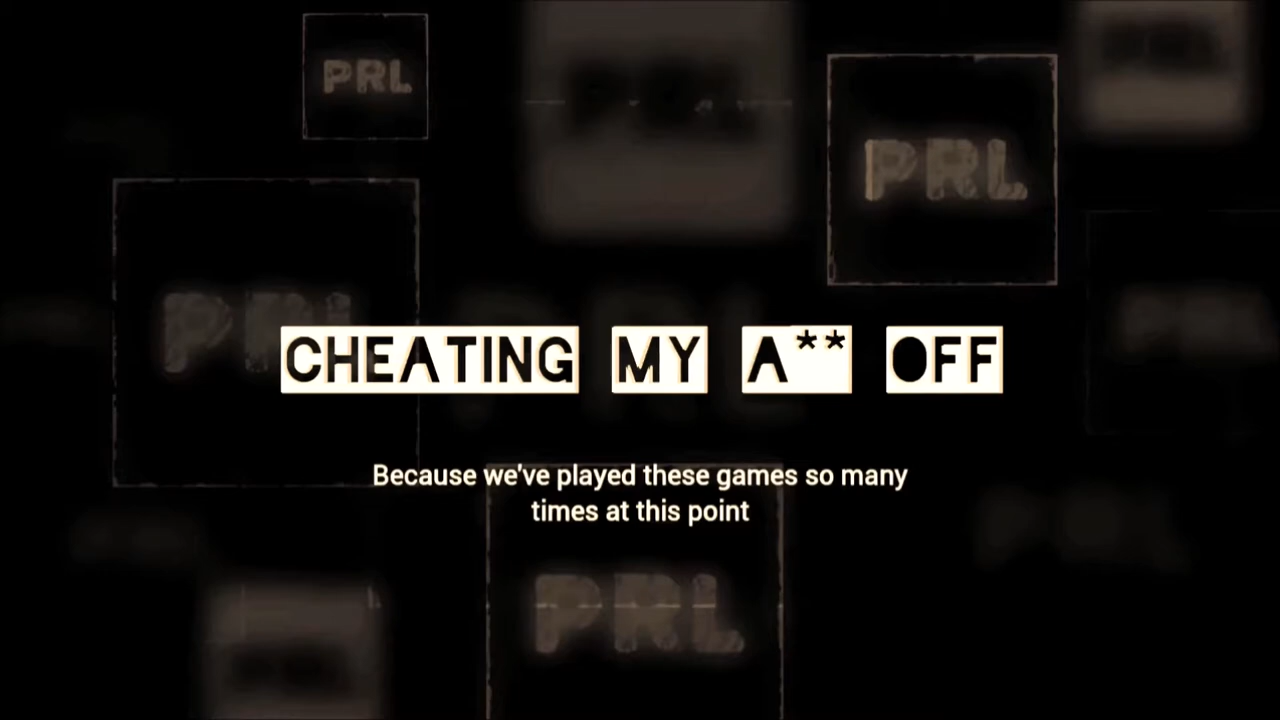 PRL
PRL
PRL
CHEATING MY A** OFF
Because we've played these games so many
times at this point
PRL